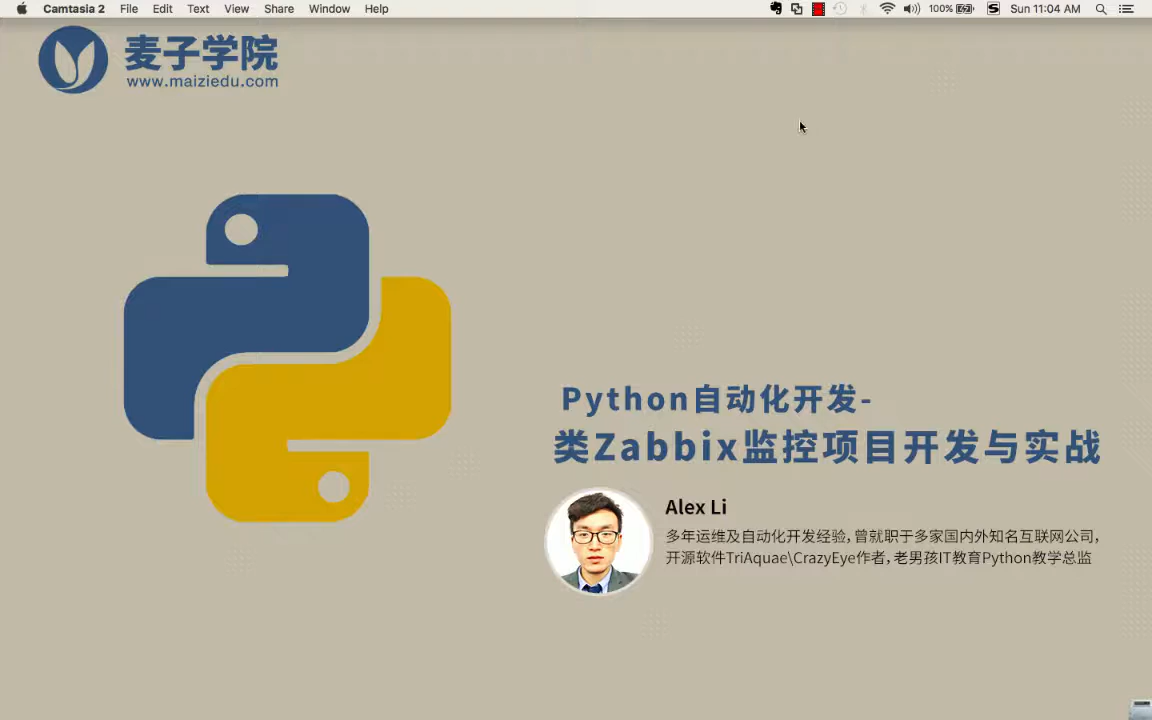 Camtasia 2 File Edit Text View Share Window Help 100% Sun 11:04 AM
麦子学院
www.maiziedu.com
Python自动化开发-
类Zabbix监控项目开发与实战
Alex Li
多年运维及自动化开发经验,曾就职于多家国内外知名互联网公司,
开源软件TriAquae\CrazyEye作者,老男孩IT教育Python教学总监